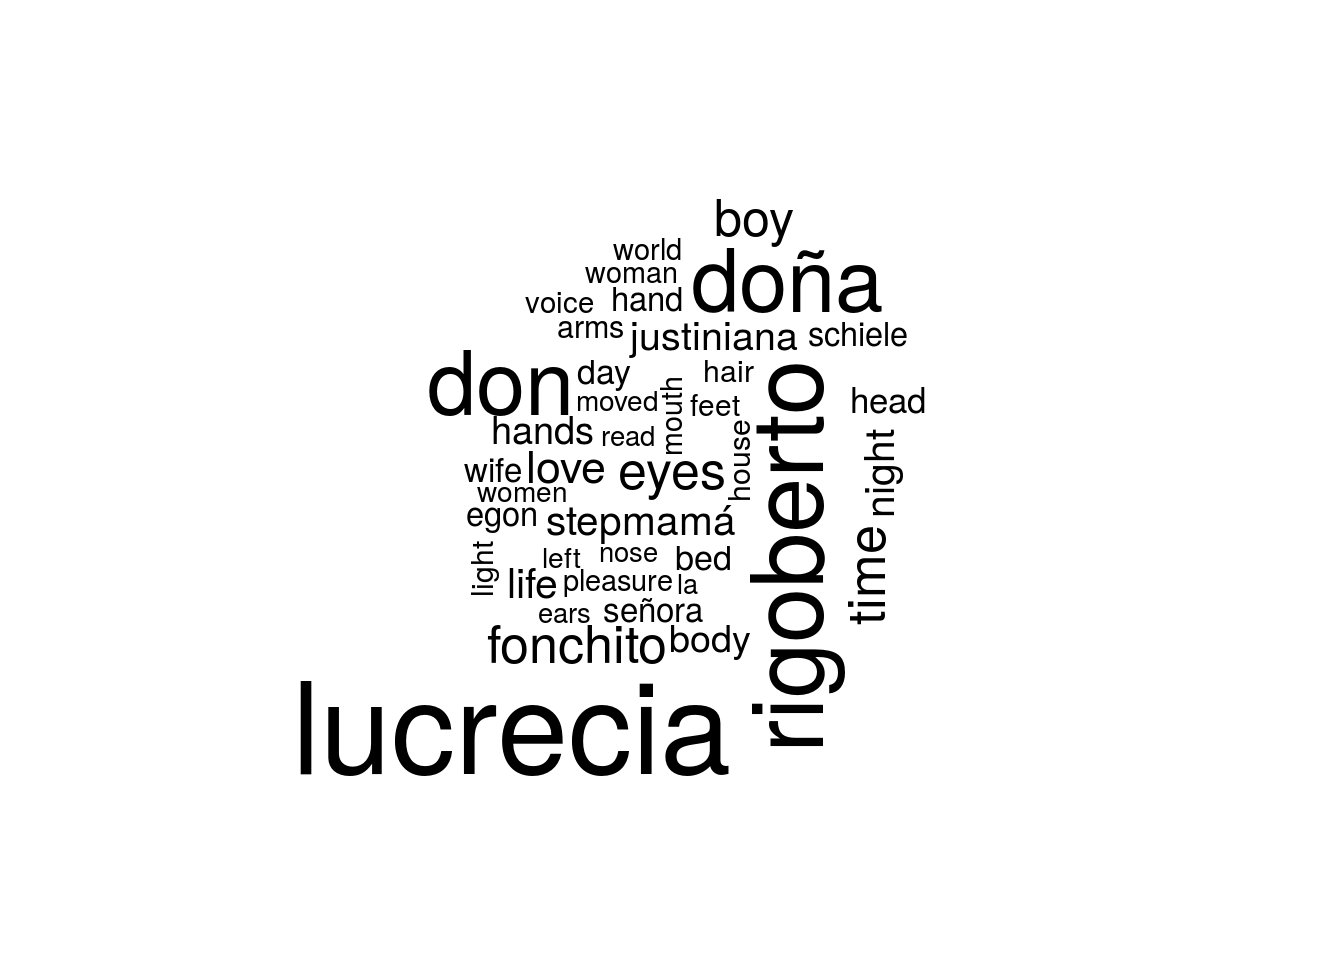 boy
world
doña
woman
voice
hand
arms
justiniana
schiele
don
day
hair
rigoberto
moved
mouth
feet
head
hands
read
house
night
wife
love
eyes
women
egon
stepmamá
time
light
left
nose
bed
life
pleasure
la
ears
señora
fonchito
body
lucrecia